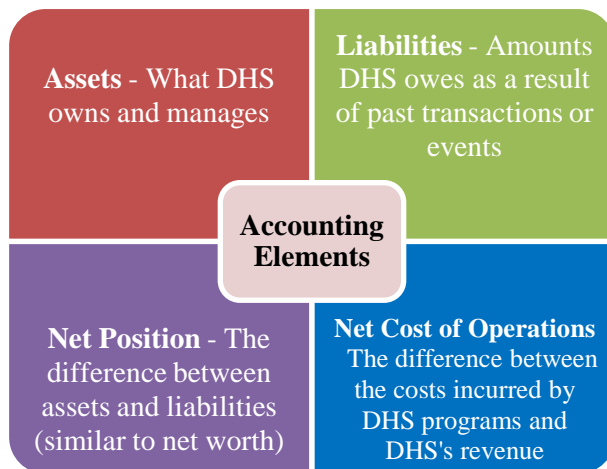 Assets - What DHS
owns and manages
Liabilities - Amounts
DHS owes as a result
of past transactions or
events
Accounting
Elements
Net Position - The
difference between
assets and liabilities
(similar to net worth)
Net Cost of Operations
The difference between
the costs incurred by
DHS programs and
DHS's revenue